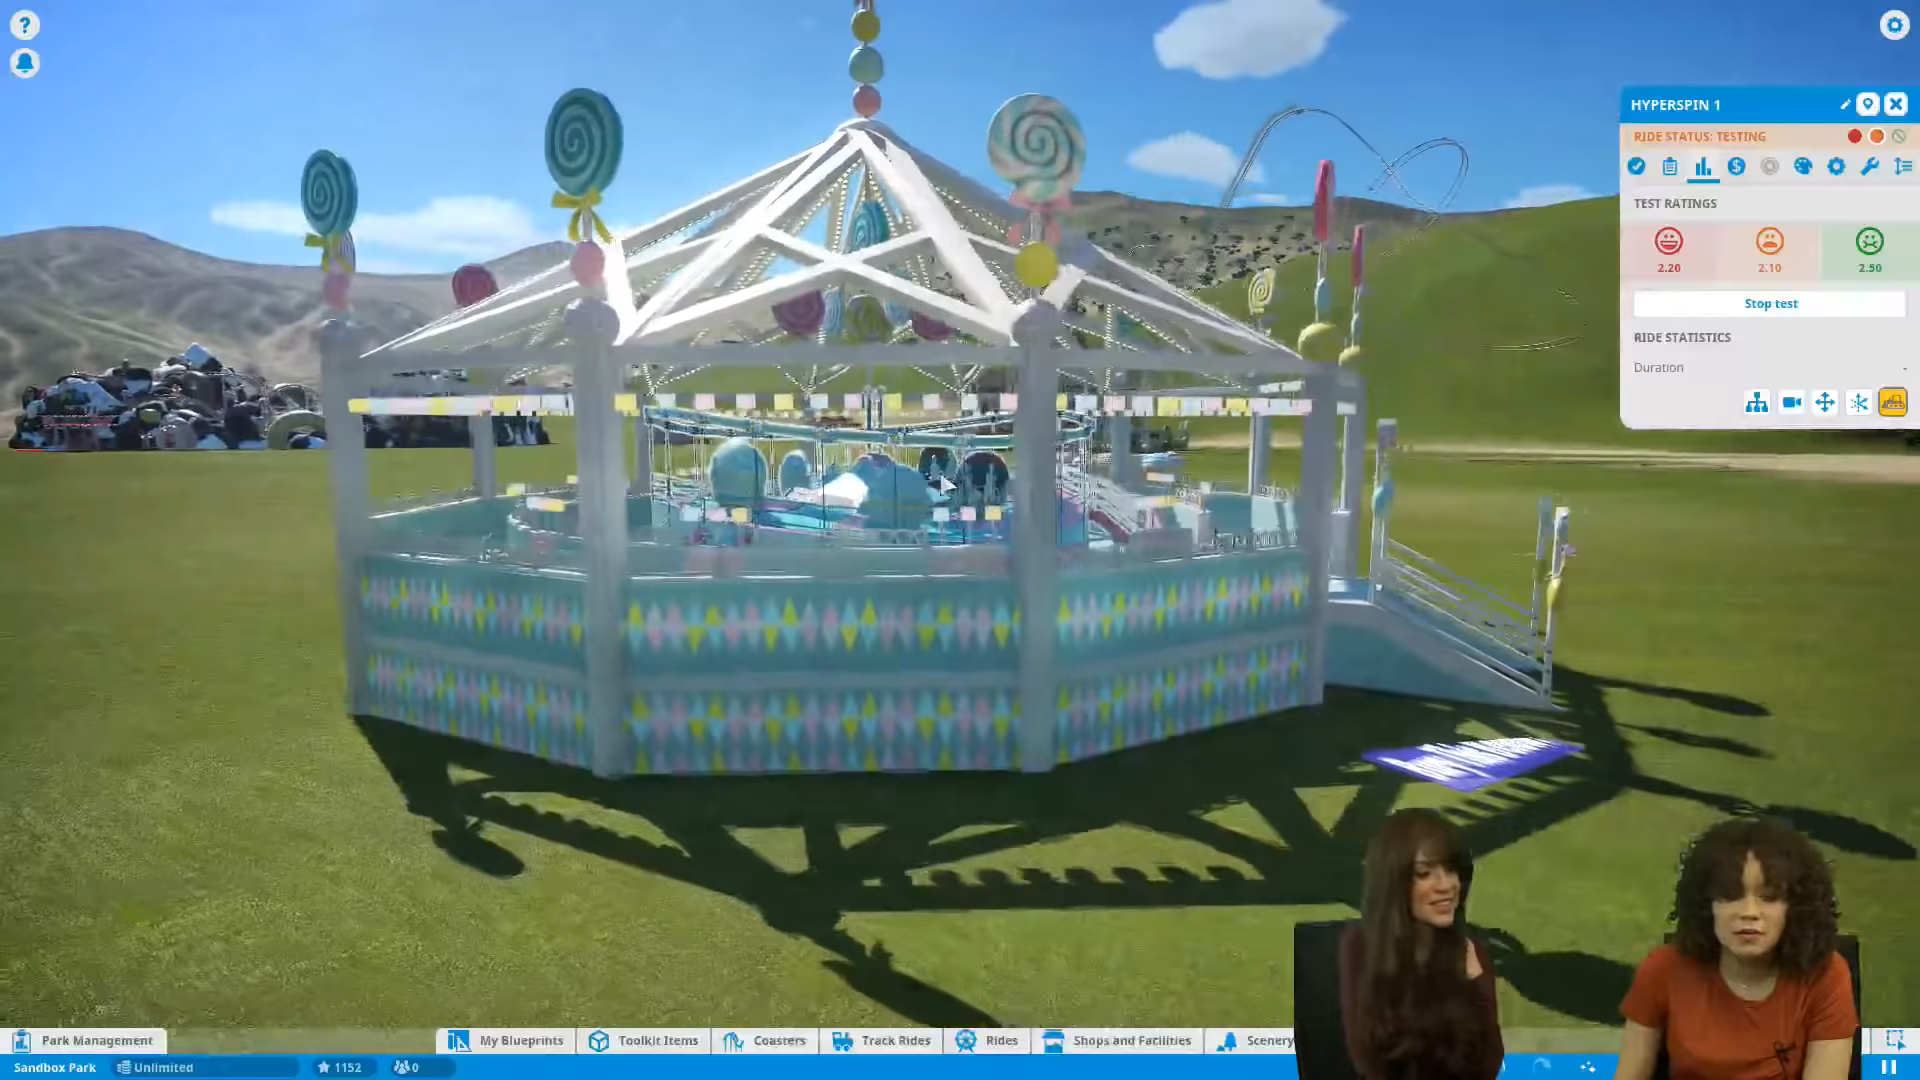 ?
HYPERSPIN 1
RIDE STATUS: TESTING
TEST RATINGS
2.20 2.10 2.50
Stop test
RIDE STATISTICS
Duration -
Park Management
My Blueprints
Toolkit Items
Coasters
Track Rides
Rides
Shops and Facilities
Scenery
Sandbox Park
Unlimited
1152
0